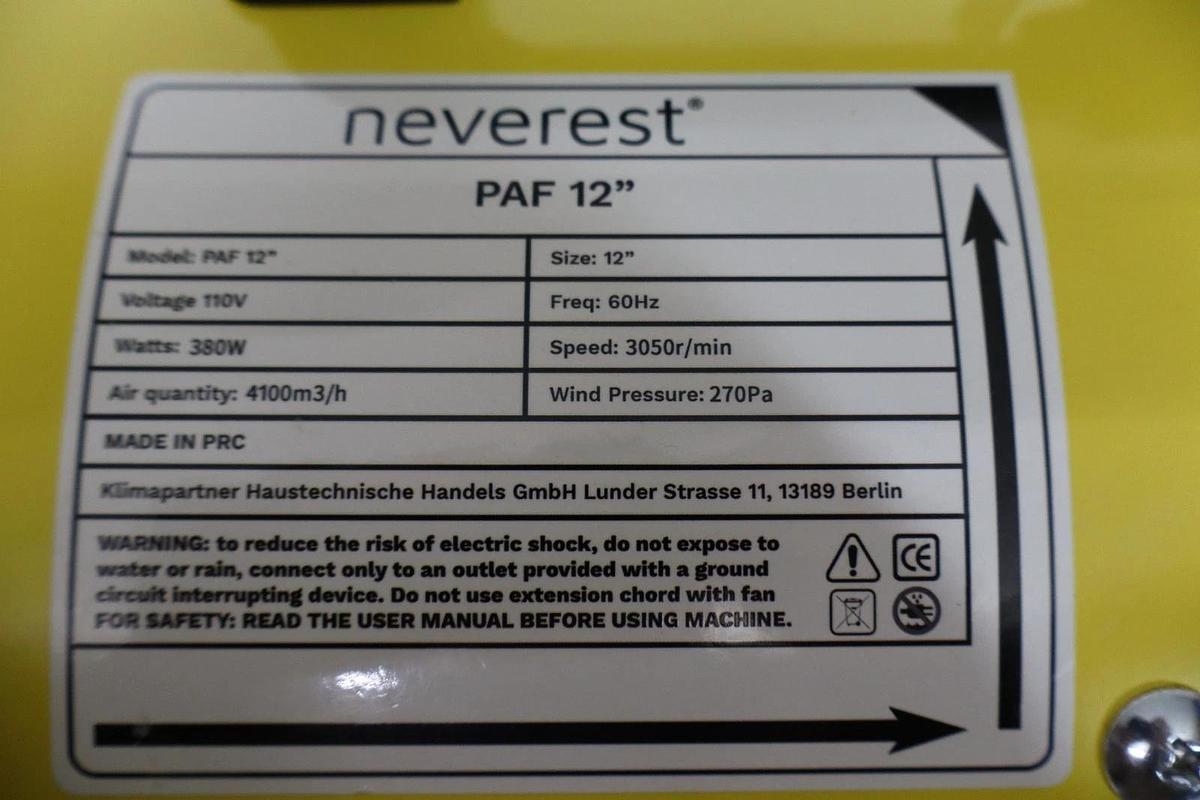 neverest®
PAF 12”
Model: PAF 12”
Size: 12”
Voltage 110V
Freq: 60Hz
Watts: 380W
Speed: 3050r/min
Air quantity: 4100m3/h
Wind Pressure: 270Pa
MADE IN PRC
Klimapartner Haustechnische Handels GmbH Lunder Strasse 11, 13189 Berlin
WARNING: to reduce the risk of electric shock, do not expose to
water or rain, connect only to an outlet provided with a ground
circuit interrupting device. Do not use extension chord with fan
FOR SAFETY: READ THE USER MANUAL BEFORE USING MACHINE.
CE